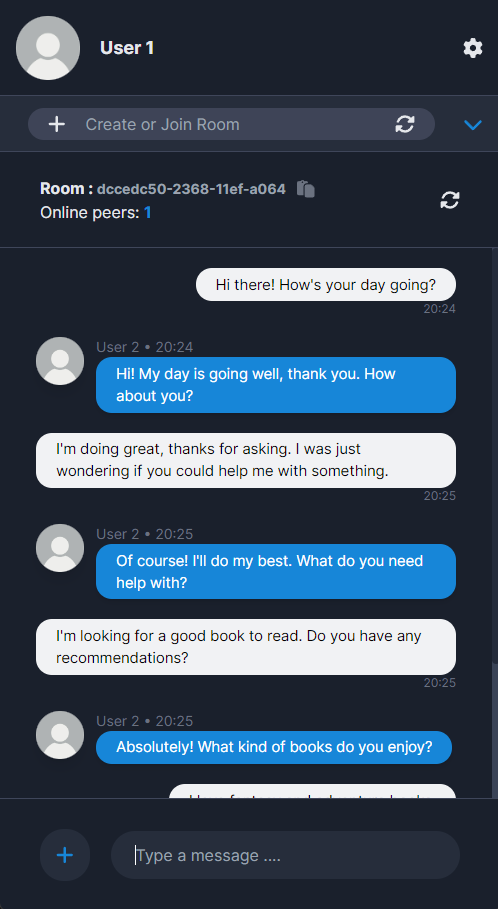 User 1
Create or Join Room
Room : dccedc50-2368-11ef-a064
Online peers: 1
Hi there! How's your day going?
20:24
User 2 • 20:24
Hi! My day is going well, thank you. How
about you?
I'm doing great, thanks for asking. I was just
wondering if you could help me with something.
20:25
User 2 • 20:25
Of course! I'll do my best. What do you need
help with?
I'm looking for a good book to read. Do you have any
recommendations?
20:25
User 2 • 20:25
Absolutely! What kind of books do you enjoy?
Type a message ....